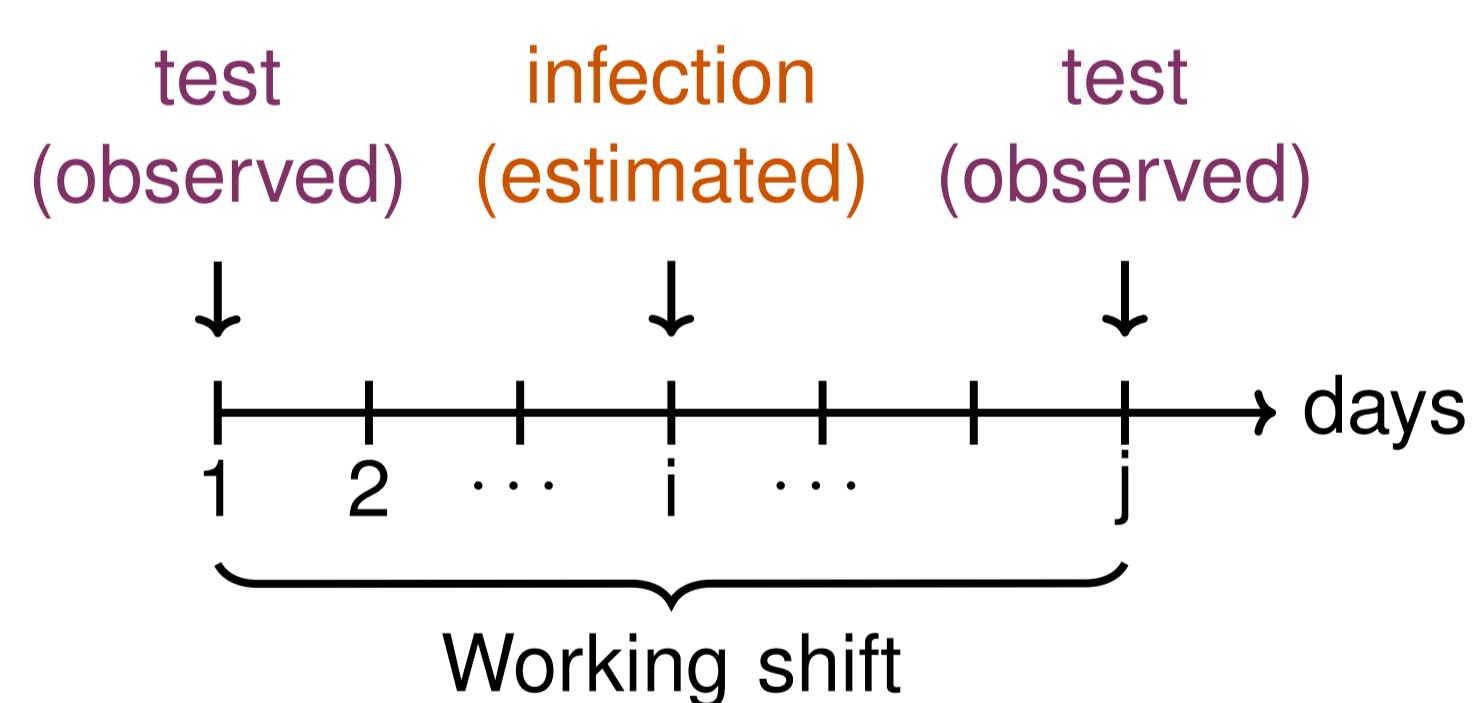 test infection test
(observed) (estimated) (observed)
days
1 2 ... i ... j
Working shift